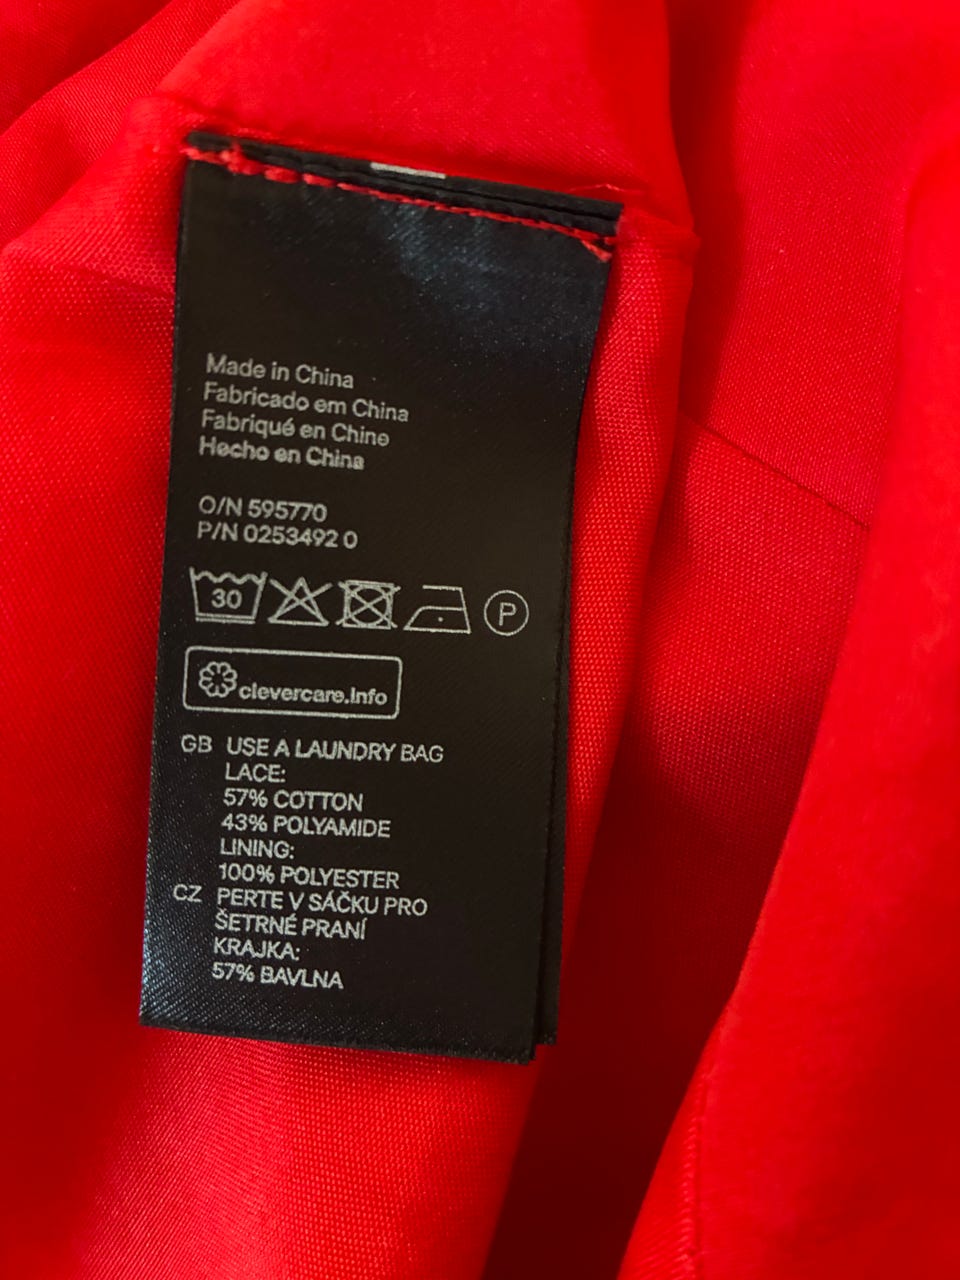 Made in China
Fabricado em China
Fabriqué en Chine
Hecho en China
O/N 595770
P/N 0253492 0
30 P
clevercare.info
GB USE A LAUNDRY BAG
LACE:
57% COTTON
43% POLYAMIDE
LINING:
100% POLYESTER
CZ PERTE V SÁČKU PRO
ŠETRNÉ PRANÍ
KRAJKA:
57% BAVLNA